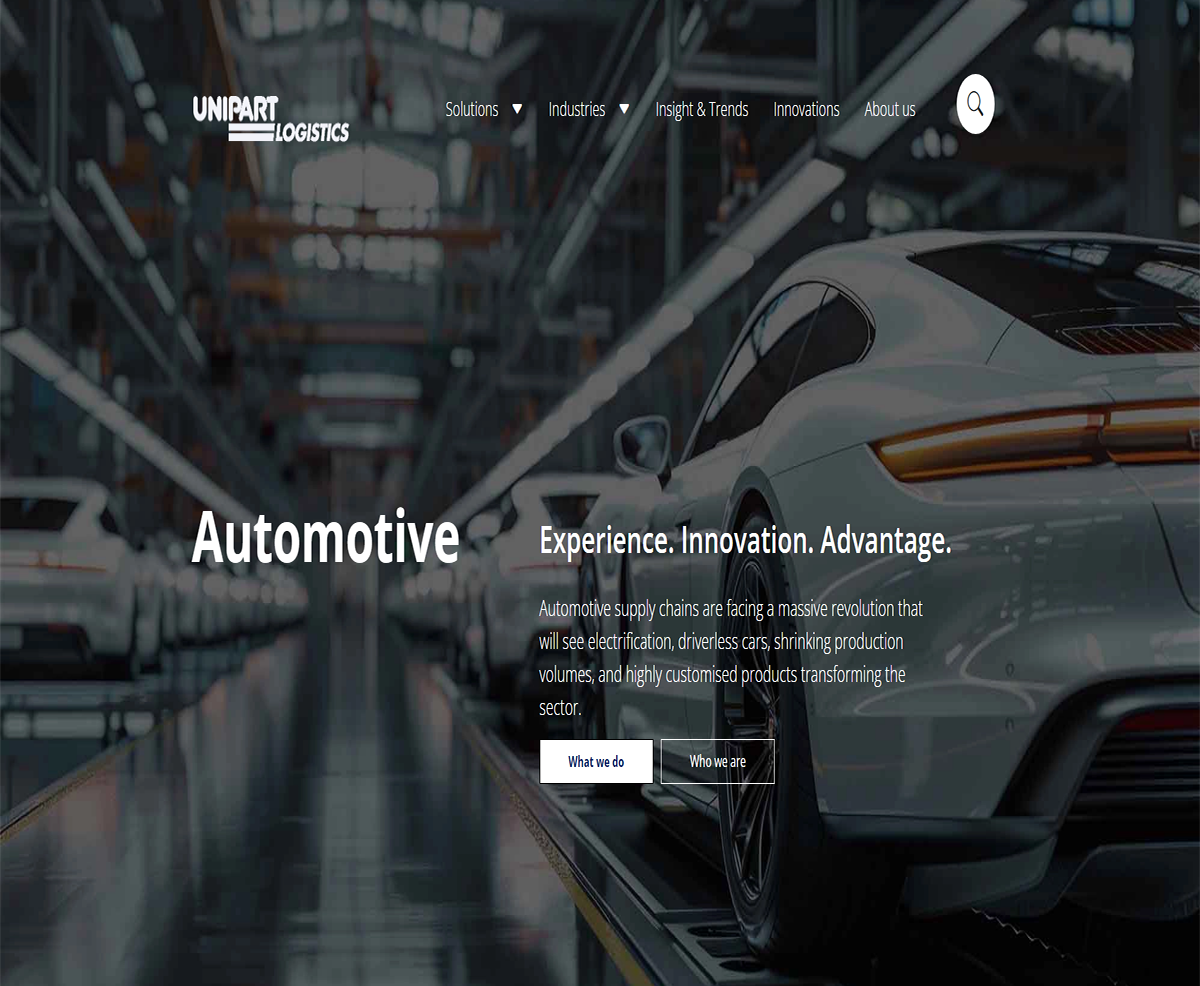 UNIPART
LOGISTICS
Solutions
Industries
Insight & Trends
Innovations
About us
Automotive
Experience. Innovation. Advantage.
Automotive supply chains are facing a massive revolution that
will see electrification, driverless cars, shrinking production
volumes, and highly customised products transforming the
sector.
What we do
Who we are